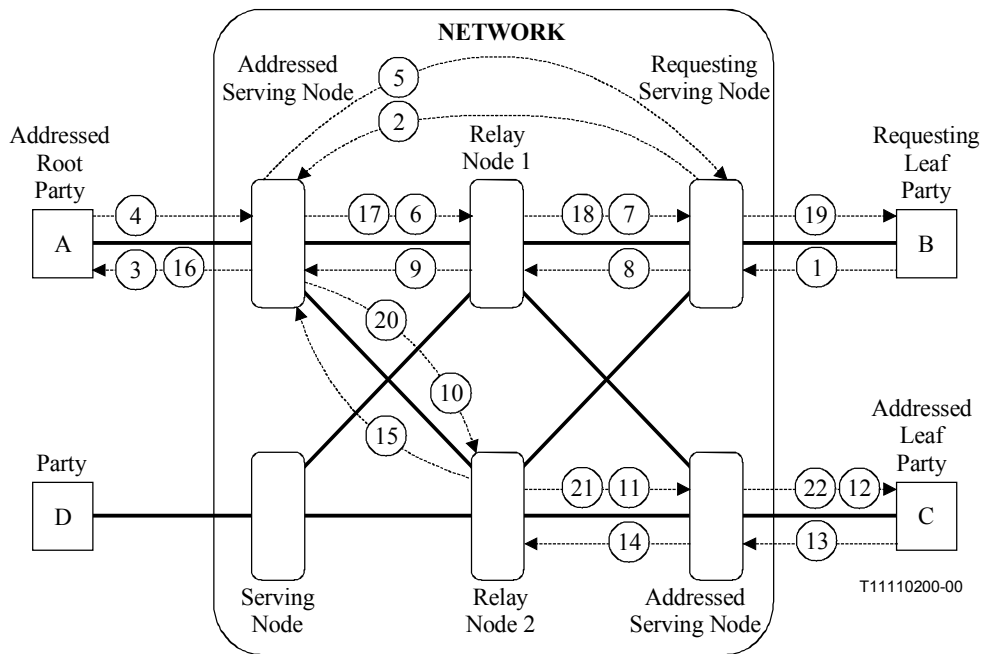 NETWORK
Addressed
Serving Node
Requesting
Serving Node
5
2
Relay
Node 1
Addressed
Root
Party
Requesting
Leaf
Party
4
17
6
18
7
19
A
B
3
16
9
8
1
20
10
15
Addressed
Leaf
Party
Party
21
11
22
12
D
C
14
13
T11110200-00
Serving
Node
Relay
Node 2
Addressed
Serving Node